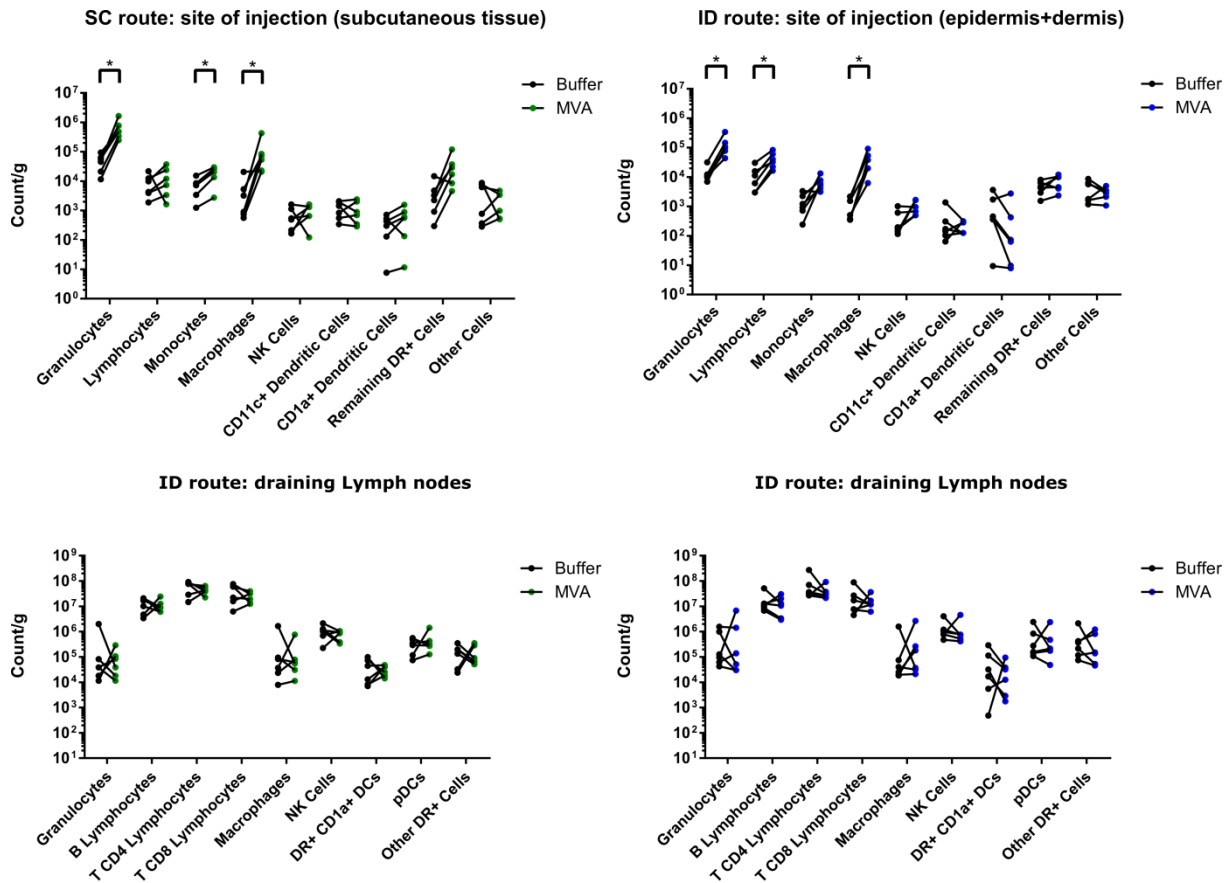 SC route: site of injection (subcutaneous tissue)
* * *
Buffer
MVA
Count/g
10^7
10^6
10^5
10^4
10^3
10^2
10^1
10^0
Granulocytes
Lymphocytes
Monocytes
Macrophages
NK Cells
CD11c+ Dendritic Cells
CD1a+ Dendritic Cells
Remaining DR+ Cells
Other Cells
ID route: site of injection (epidermis+dermis)
* * *
Buffer
MVA
Count/g
10^7
10^6
10^5
10^4
10^3
10^2
10^1
10^0
Granulocytes
Lymphocytes
Monocytes
Macrophages
NK Cells
CD11c+ Dendritic Cells
CD1a+ Dendritic Cells
Remaining DR+ Cells
Other Cells
ID route: draining Lymph nodes
Buffer
MVA
Count/g
10^9
10^8
10^7
10^6
10^5
10^4
10^3
10^2
10^1
Granulocytes
B Lymphocytes
T CD4 Lymphocytes
T CD8 Lymphocytes
Macrophages
NK Cells
DR+ CD1a+ DCs
pDCs
Other DR+ Cells
ID route: draining Lymph nodes
Buffer
MVA
Count/g
10^9
10^8
10^7
10^6
10^5
10^4
10^3
10^2
10^1
Granulocytes
B Lymphocytes
T CD4 Lymphocytes
T CD8 Lymphocytes
Macrophages
NK Cells
DR+ CD1a+ DCs
pDCs
Other DR+ Cells